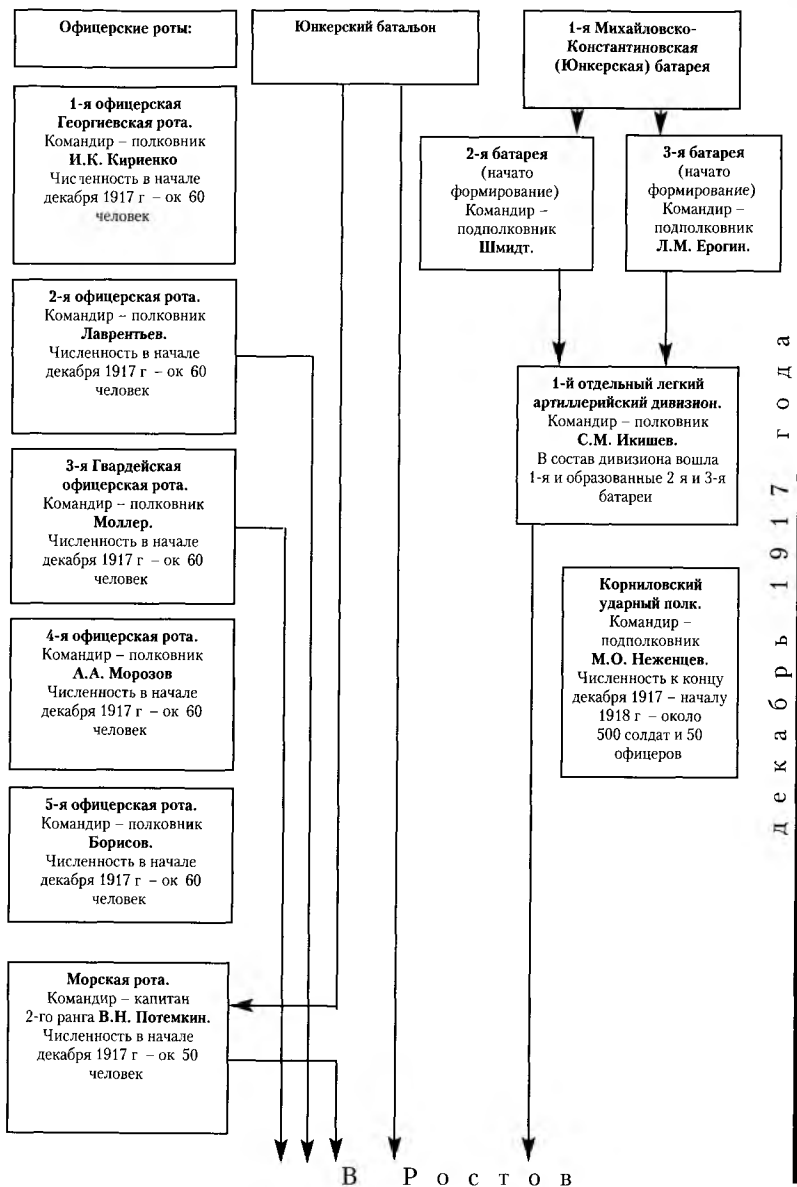 Офицерские роты:
1-я офицерская
Георгиевская рота.
Командир – полковник
И.К. Кириенко
Численность в начале
декабря 1917 г – ок 60
человек
2-я офицерская рота.
Командир – полковник
Лаврентьев.
Численность в начале
декабря 1917 г – ок 60
человек
3-я Гвардейская
офицерская рота.
Командир – полковник
Моллер.
Численность в начале
декабря 1917 г – ок 60
человек
4-я офицерская рота.
Командир – полковник
А.А. Морозов
Численность в начале
декабря 1917 г – ок 60
человек
5-я офицерская рота.
Командир – полковник
Борисов.
Численность в начале
декабря 1917 г – ок 60
человек
Морская рота.
Командир – капитан
2-го ранга В.Н. Потемкин.
Численность в начале
декабря 1917 г – ок 50
человек
Юнкерский батальон
1-я Михайловско-
Константиновская
(Юнкерская) батарея
2-я батарея
(начато
формирование)
Командир –
подполковник
Шмидт.
3-я батарея
(начато
формирование)
Командир –
подполковник
Л.М. Ерогин.
1-й отдельный легкий
артиллерийский дивизион.
Командир – полковник
С.М. Икишев.
В состав дивизиона вошла
1-я и образованные 2 я и 3-я
батареи
Корниловский
ударный полк.
Командир –
подполковник
М.О. Неженцев.
Численность к концу
декабря 1917 – началу
1918 г – около
500 солдат и 50
офицеров
декабрь 1917 года
В Ростов